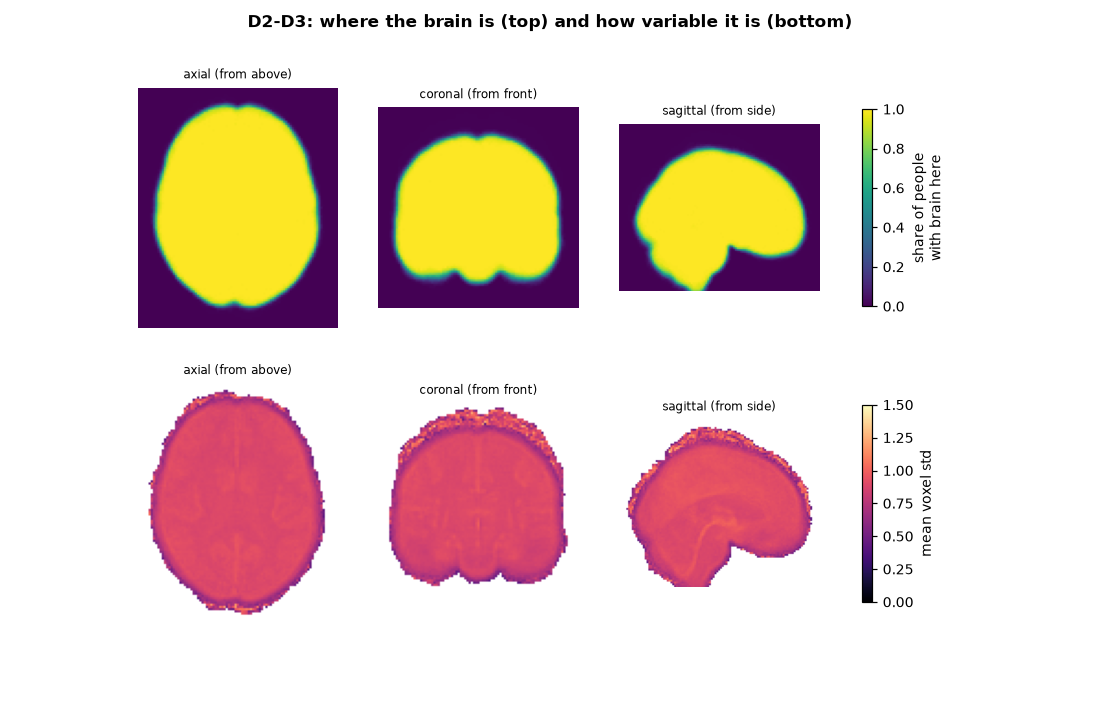 D2-D3: where the brain is (top) and how variable it is (bottom)
axial (from above)
coronal (from front)
sagittal (from side)
1.0
0.8
0.6
0.4
0.2
0.0
share of people
with brain here
axial (from above)
coronal (from front)
sagittal (from side)
1.50
1.25
1.00
0.75
0.50
0.25
0.00
mean voxel std